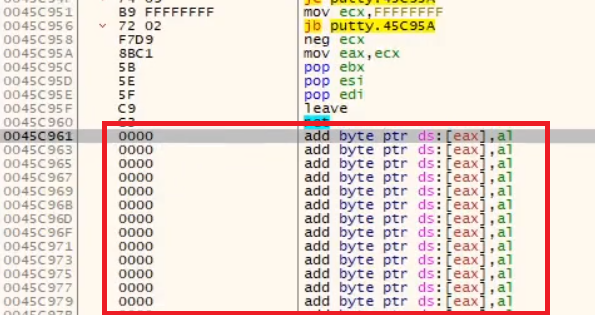 0045C951 B9 FFFFFFFF mov ecx,FFFFFFFF
0045C956 72 02 jb putty.45C95A
0045C958 F7D9 neg ecx
0045C95A 8BC1 mov eax,ecx
0045C95C 5B pop ebx
0045C95D 5E pop esi
0045C95E 5F pop edi
0045C95F C9 leave
0045C960
0045C961 0000 add byte ptr ds:[eax],al
0045C963 0000 add byte ptr ds:[eax],al
0045C965 0000 add byte ptr ds:[eax],al
0045C967 0000 add byte ptr ds:[eax],al
0045C969 0000 add byte ptr ds:[eax],al
0045C96B 0000 add byte ptr ds:[eax],al
0045C96D 0000 add byte ptr ds:[eax],al
0045C96F 0000 add byte ptr ds:[eax],al
0045C971 0000 add byte ptr ds:[eax],al
0045C973 0000 add byte ptr ds:[eax],al
0045C975 0000 add byte ptr ds:[eax],al
0045C977 0000 add byte ptr ds:[eax],al
0045C979 0000 add byte ptr ds:[eax],al